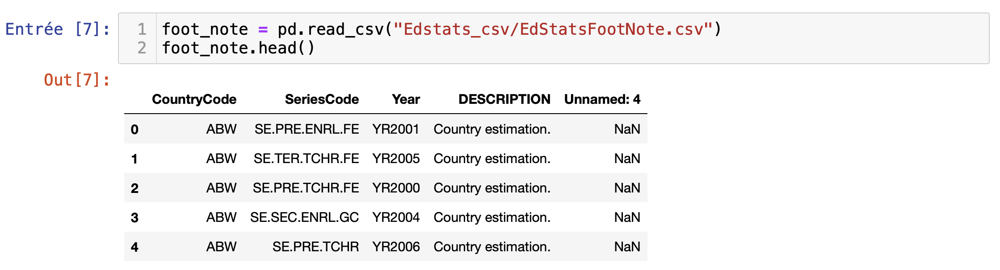 Entrée [7]: 1 foot_note = pd.read_csv("Edstats_csv/EdStatsFootNote.csv")
2 foot_note.head()
Out[7]:
CountryCode SeriesCode Year DESCRIPTION Unnamed: 4
0 ABW SE.PRE.ENRL.FE YR2001 Country estimation. NaN
1 ABW SE.TER.TCHR.FE YR2005 Country estimation. NaN
2 ABW SE.PRE.TCHR.FE YR2000 Country estimation. NaN
3 ABW SE.SEC.ENRL.GC YR2004 Country estimation. NaN
4 ABW SE.PRE.TCHR YR2006 Country estimation. NaN